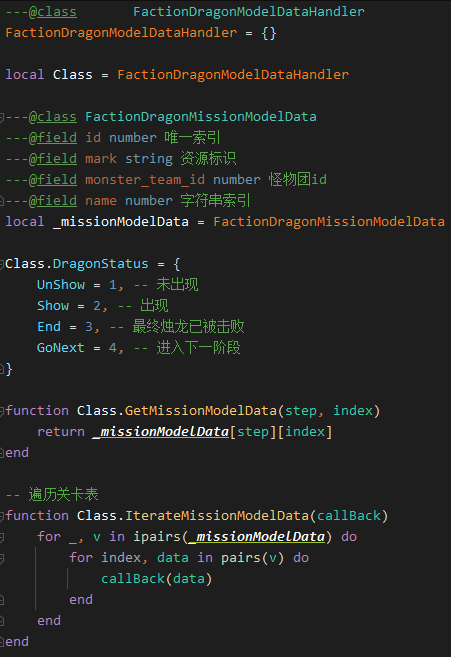 ---@class       FactionDragonModelDataHandler
FactionDragonModelDataHandler = {}
local Class = FactionDragonModelDataHandler
---@class FactionDragonMissionModelData
---@field id number 唯一索引
---@field mark string 资源标识
---@field monster_team_id number 怪物团id
---@field name number 字符串索引
local _missionModelData = FactionDragonMissionModelData
Class.DragonStatus = {
    UnShow = 1, -- 未出现
    Show = 2, -- 出现
    End = 3, -- 最终烛龙已被击败
    GoNext = 4, -- 进入下一阶段
}
function Class.GetMissionModelData(step, index)
    return _missionModelData[step][index]
end
-- 遍历关卡表
function Class.IterateMissionModelData(callBack)
    for _, v in ipairs(_missionModelData) do
        for index, data in pairs(v) do
            callBack(data)
        end
    end
end